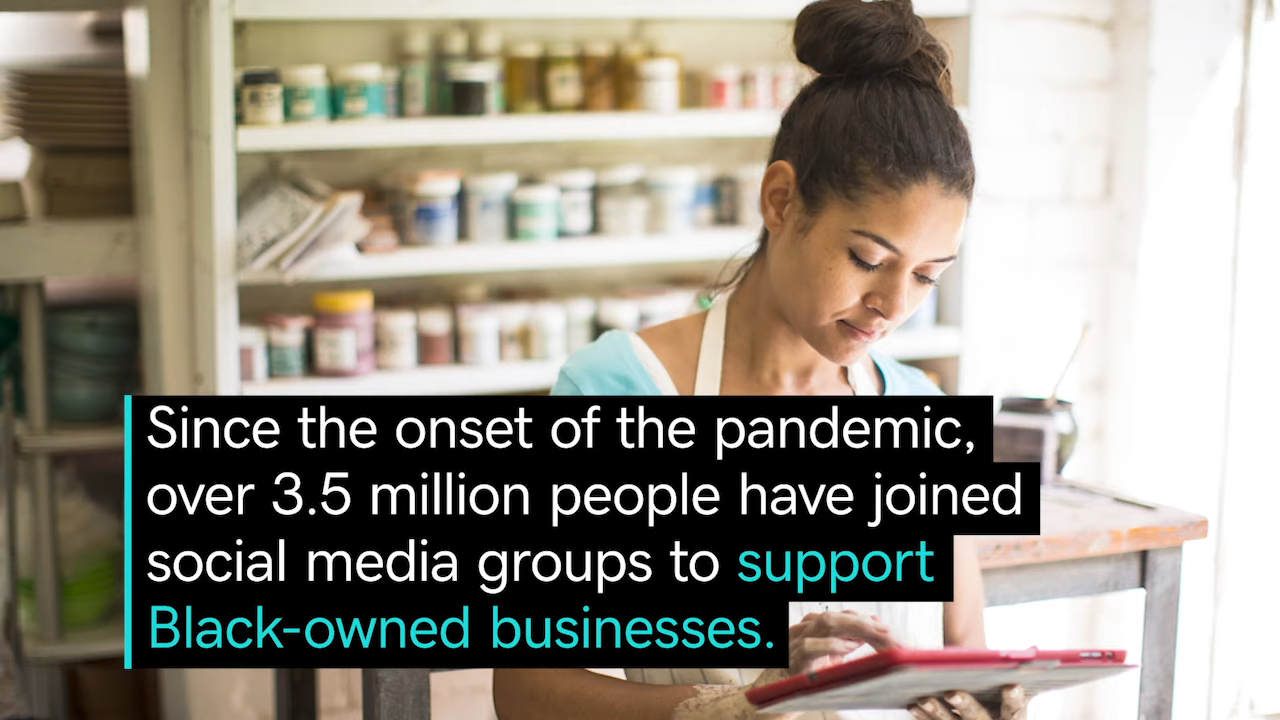 Since the onset of the pandemic,
over 3.5 million people have joined
social media groups to support
Black-owned businesses.